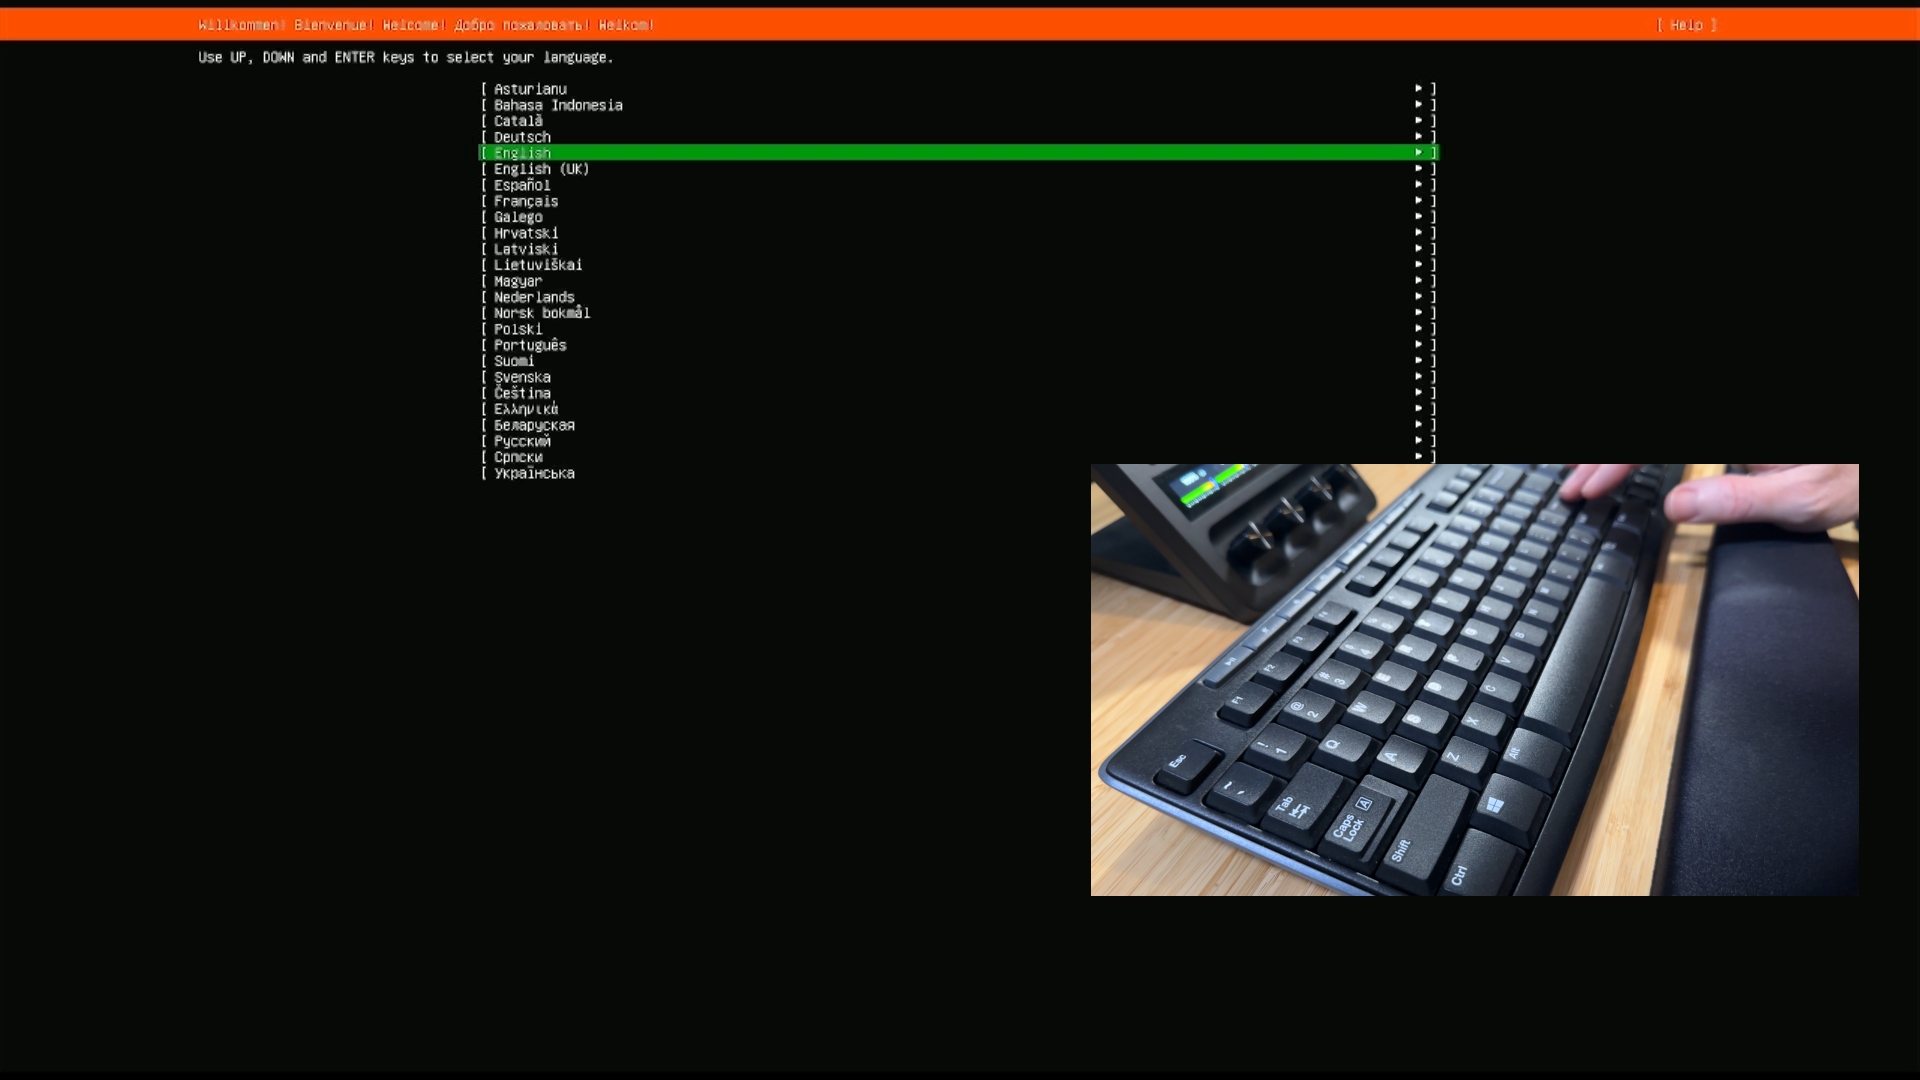 Willkommen! Bienvenue! Welcome! Добро пожаловать! Welkom!
[ Help ]
Use UP, DOWN and ENTER keys to select your language.
[ Asturianu ▸ ]
[ Bahasa Indonesia ▸ ]
[ Català ▸ ]
[ Deutsch ▸ ]
[ English ▸ ]
[ English (UK) ▸ ]
[ Español ▸ ]
[ Français ▸ ]
[ Galego ▸ ]
[ Hrvatski ▸ ]
[ Latviski ▸ ]
[ Lietuviškai ▸ ]
[ Magyar ▸ ]
[ Nederlands ▸ ]
[ Norsk bokmål ▸ ]
[ Polski ▸ ]
[ Português ▸ ]
[ Suomi ▸ ]
[ Svenska ▸ ]
[ Čeština ▸ ]
[ Ελληνικά ▸ ]
[ Беларуская ▸ ]
[ Русский ▸ ]
[ Српски ▸ ]
[ Українська
Esc
F1
F2
F3
~ `
! 1
@ 2
# 3
4
Tab
Q
W
E
Caps Lock A
A
D
Shift
Z
X
C
V
B
Ctrl
Alt